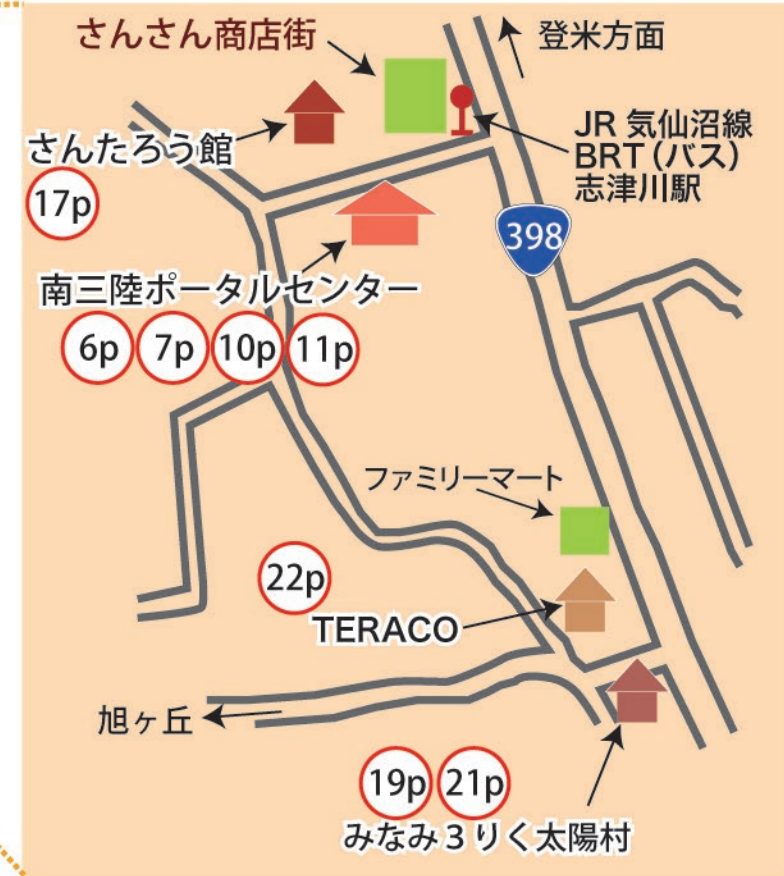 さんさん商店街
登米方面
JR 気仙沼線
BRT（バス）
志津川駅
さんたろう館
17p
398
南三陸ポータルセンター
6p 7p 10p 11p
ファミリーマート
22p
TERACO
旭ヶ丘
19p 21p
みなみ３りく太陽村